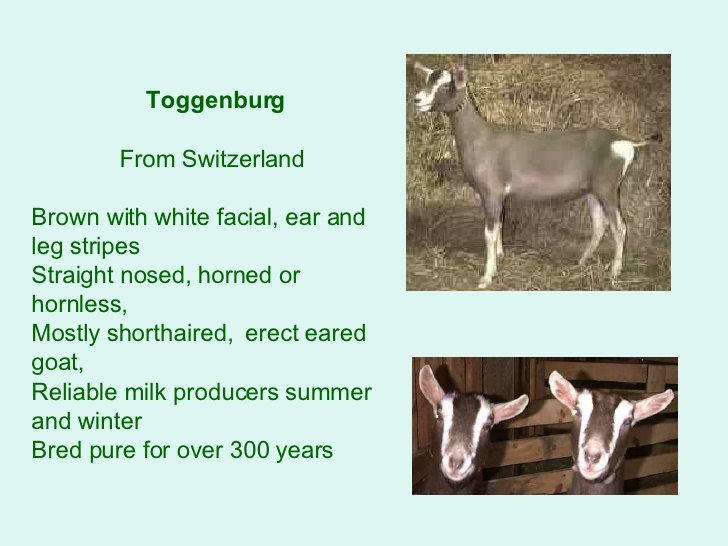 Toggenburg
From Switzerland
Brown with white facial, ear and
leg stripes
Straight nosed, horned or
hornless,
Mostly shorthaired,  erect eared
goat,
Reliable milk producers summer
and winter
Bred pure for over 300 years